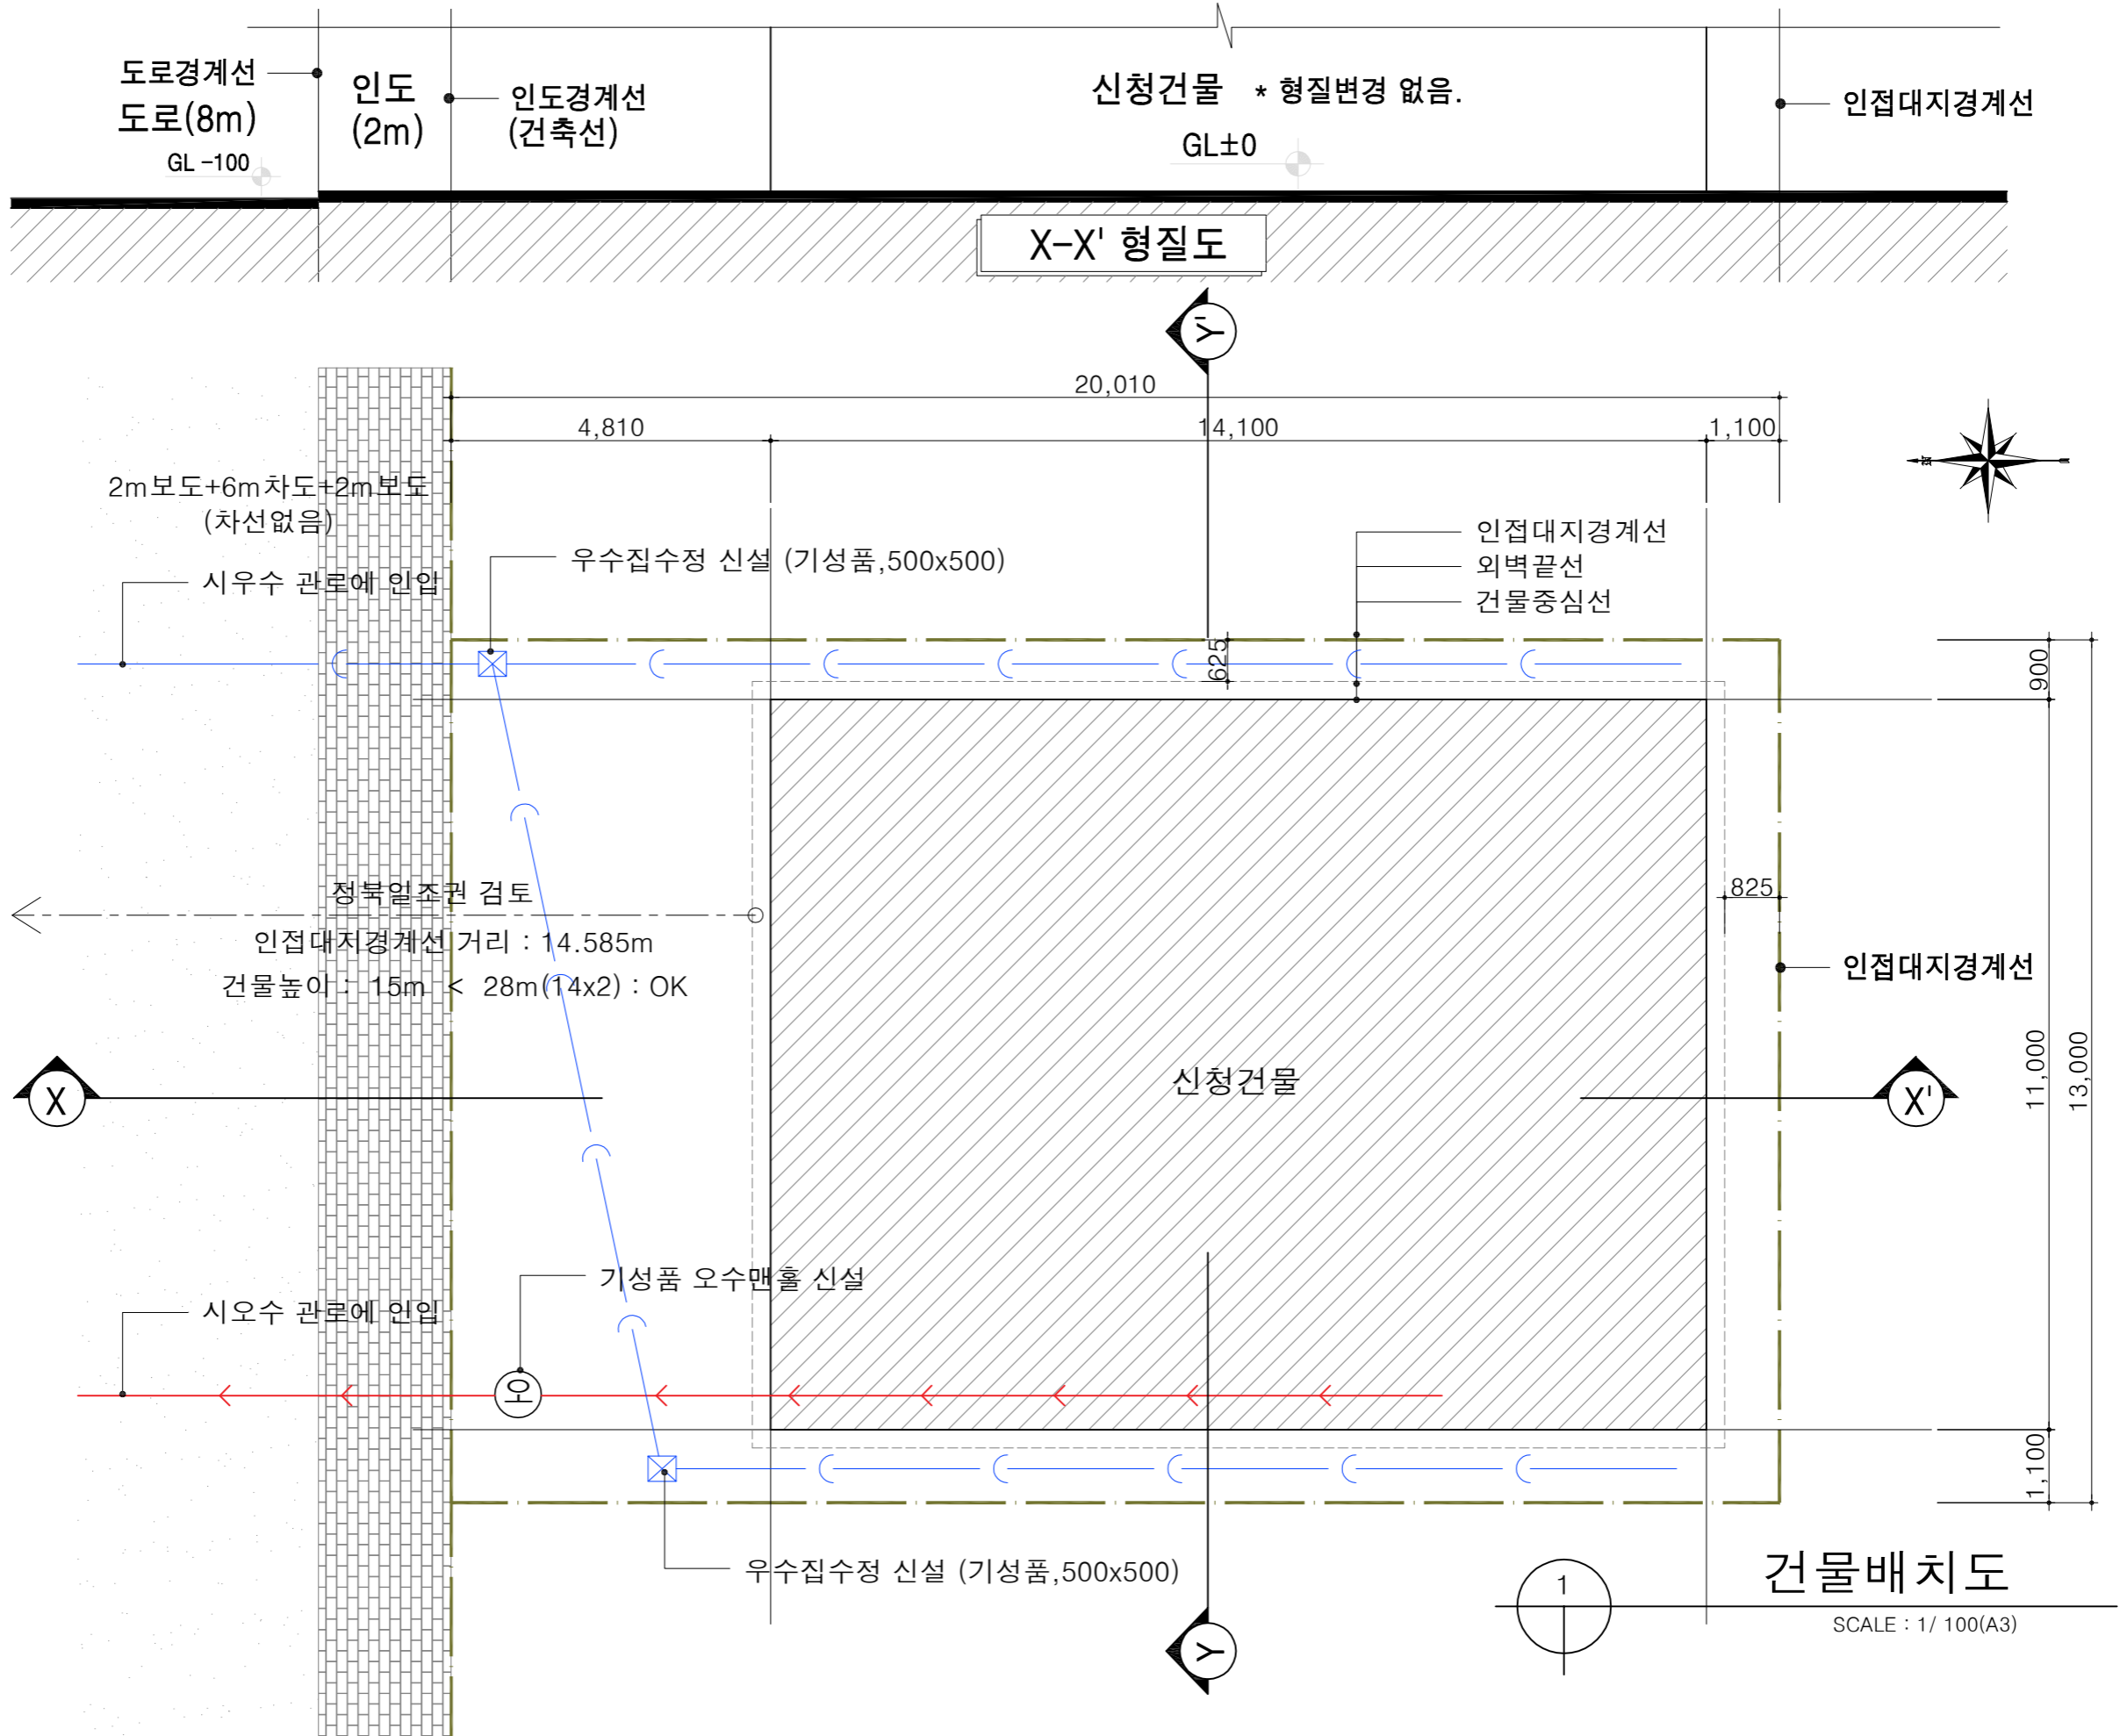 도로경계선
도로(8m)
GL -100
인도
(2m)
인도경계선
(건축선)
신청건물 * 형질변경 없음.
GL±0
인접대지경계선
X-X' 형질도
Y'
20,010
4,810
14,100
1,100
2m보도+6m차도+2m보도
(차선없음)
시우수 관로에 인입
우수집수정 신설 (기성품,500x500)
인접대지경계선
외벽끝선
건물중심선
625
900
정북일조권 검토
인접대지경계선 거리 : 14.585m
건물높이 : 15m < 28m(14x2) : OK
825
인접대지경계선
X
신청건물
X'
11,000
13,000
기성품 오수맨홀 신설
시오수 관로에 인입
오
1,100
우수집수정 신설 (기성품,500x500)
Y
1
건물배치도
SCALE : 1/ 100(A3)